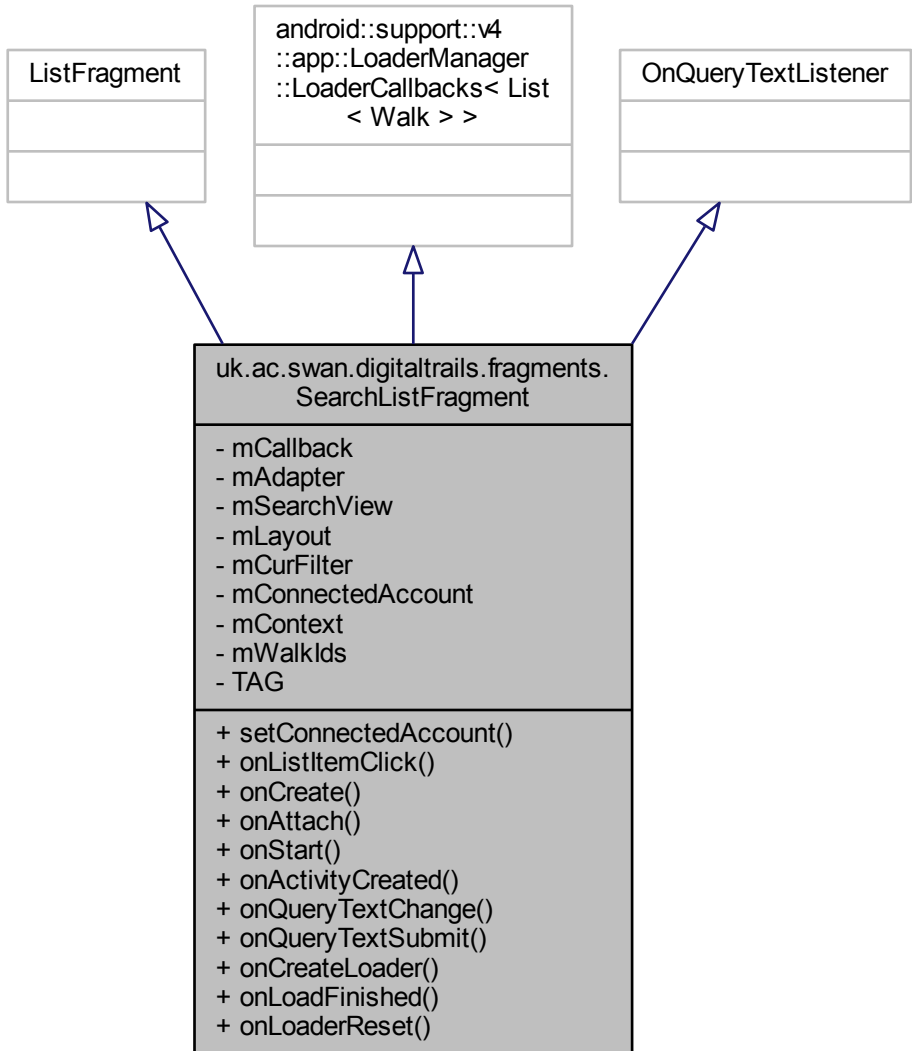 ListFragment
android::support::v4
::app::LoaderManager
::LoaderCallbacks< List
< Walk > >
OnQueryTextListener
uk.ac.swan.digitaltrails.fragments.
SearchListFragment
- mCallback
- mAdapter
- mSearchView
- mLayout
- mCurFilter
- mConnectedAccount
- mContext
- mWalkIds
- TAG
+ setConnectedAccount()
+ onListItemClick()
+ onCreate()
+ onAttach()
+ onStart()
+ onActivityCreated()
+ onQueryTextChange()
+ onQueryTextSubmit()
+ onCreateLoader()
+ onLoadFinished()
+ onLoaderReset()